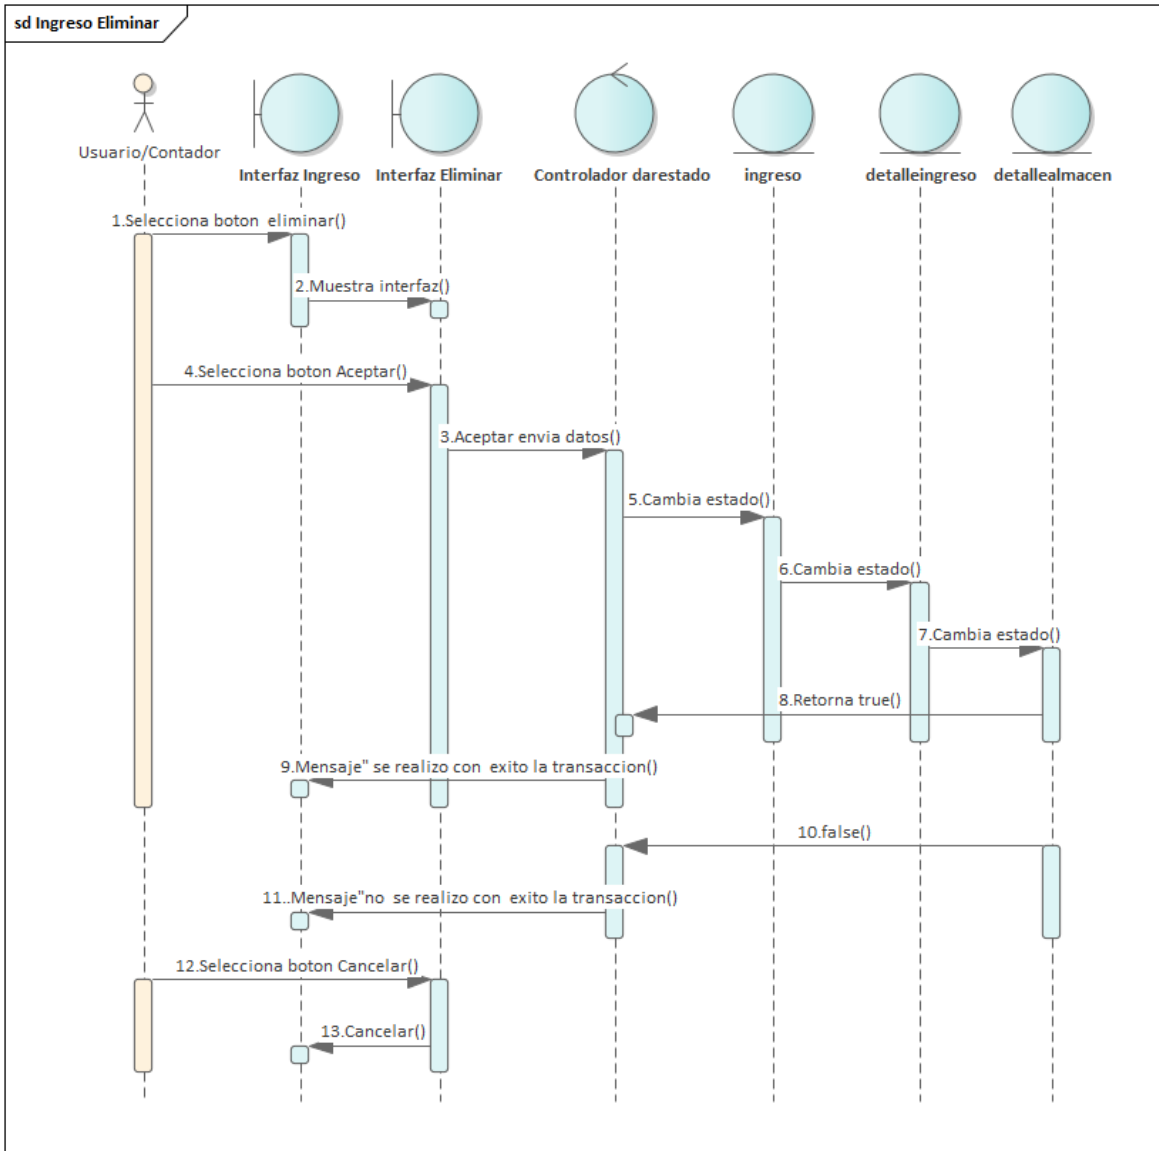 sd Ingreso Eliminar
Usuario/Contador
Interfaz Ingreso
Interfaz Eliminar
Controlador darestado
ingreso
detalleingreso
detallealmacen
1.Selecciona boton  eliminar()
2.Muestra interfaz()
4.Selecciona boton Aceptar()
3.Aceptar envia datos()
5.Cambia estado()
6.Cambia estado()
7.Cambia estado()
8.Retorna true()
9.Mensaje" se realizo con  exito la transaccion()
10.false()
11..Mensaje"no  se realizo con  exito la transaccion()
12.Selecciona boton Cancelar()
13.Cancelar()